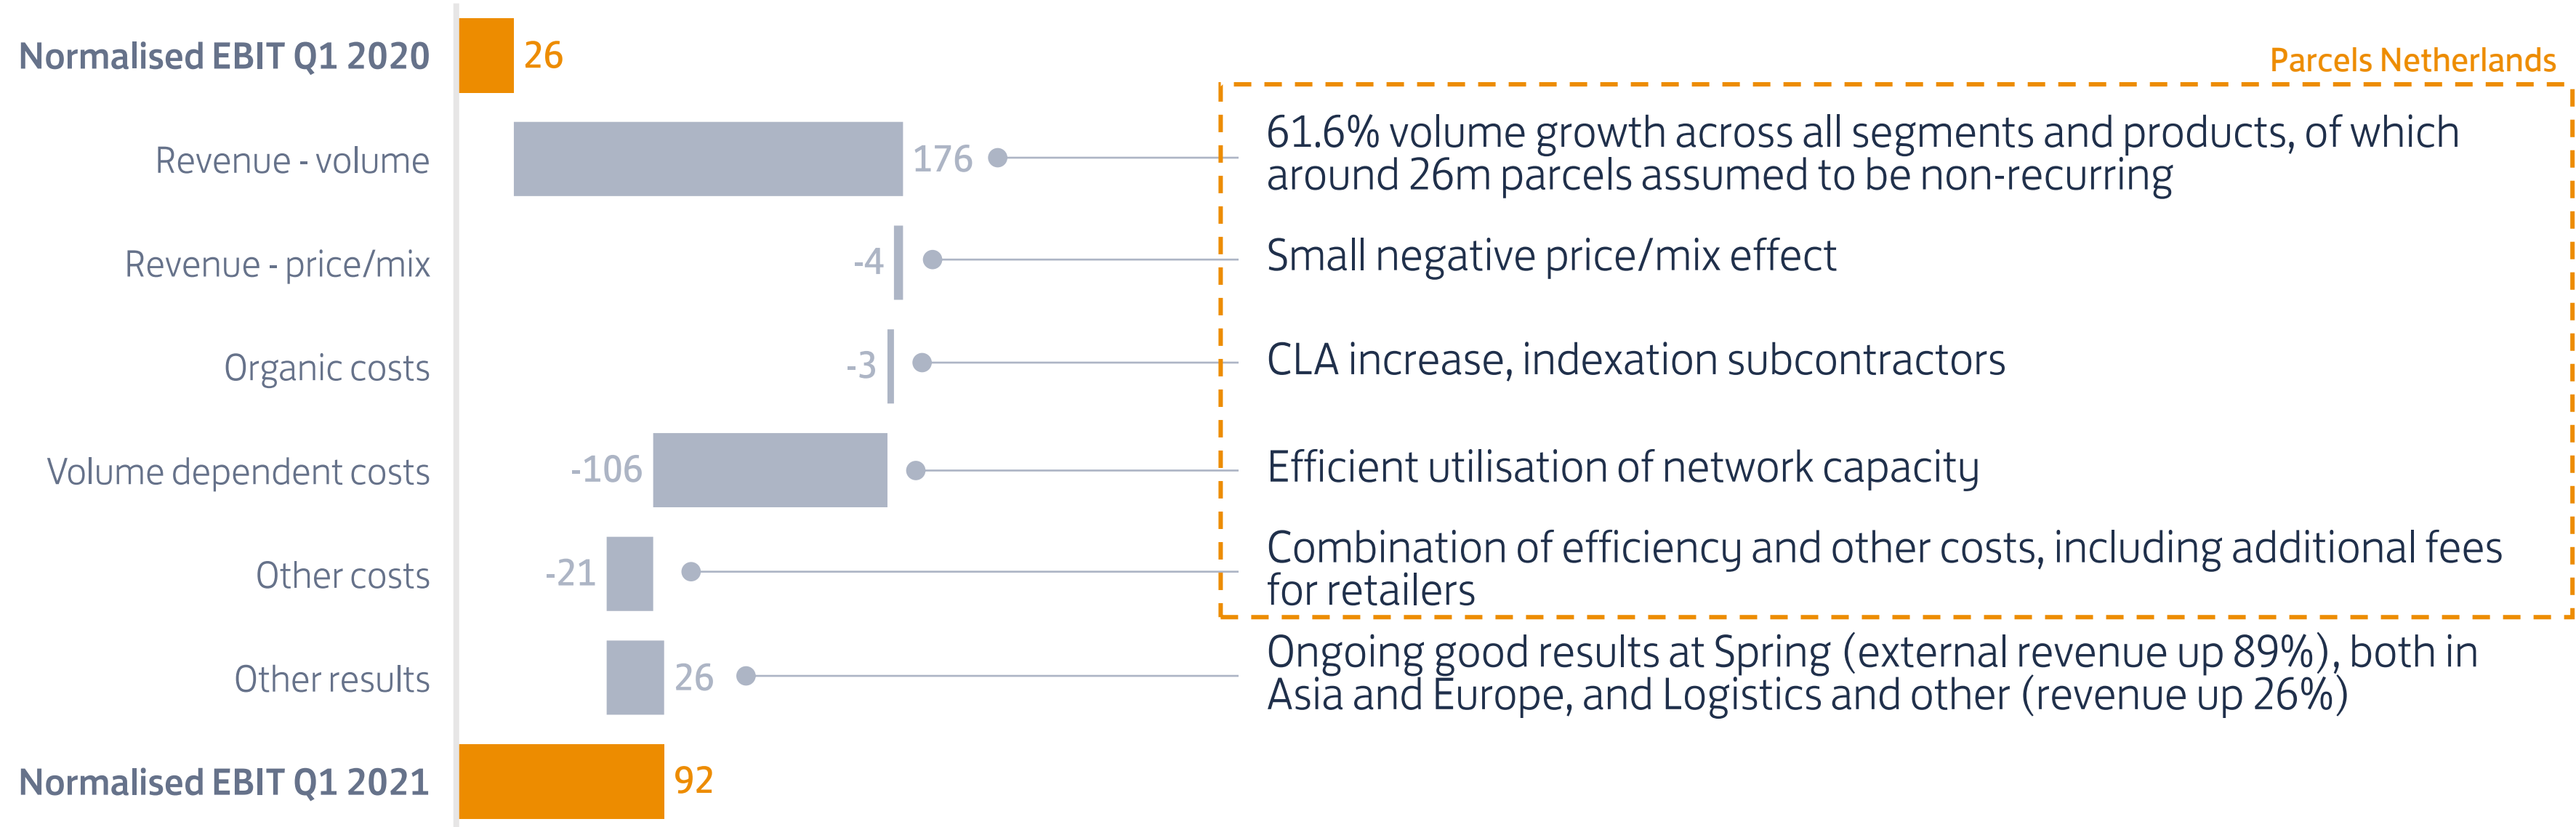 Normalised EBIT Q1 2020
26
Parcels Netherlands
Revenue - volume
176
61.6% volume growth across all segments and products, of which
around 26m parcels assumed to be non-recurring
Revenue - price/mix
-4
Small negative price/mix effect
Organic costs
-3
CLA increase, indexation subcontractors
Volume dependent costs
-106
Efficient utilisation of network capacity
Other costs
-21
Combination of efficiency and other costs, including additional fees
for retailers
Other results
26
Ongoing good results at Spring (external revenue up 89%), both in
Asia and Europe, and Logistics and other (revenue up 26%)
Normalised EBIT Q1 2021
92